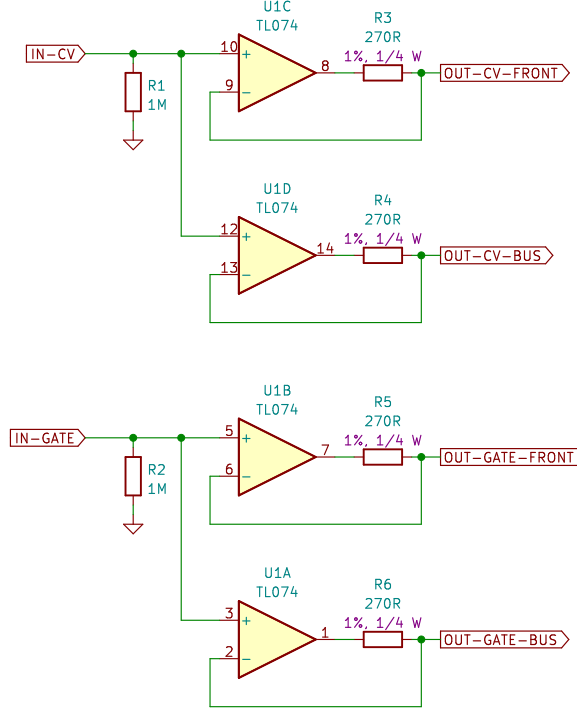 U1C
TL074
R3
270R
1%, 1/4 W
IN-CV
10
+
8
9
−
OUT-CV-FRONT
R1
1M
U1D
TL074
R4
270R
1%, 1/4 W
12
+
14
13
−
OUT-CV-BUS
U1B
TL074
R5
270R
1%, 1/4 W
IN-GATE
5
+
7
6
−
OUT-GATE-FRONT
R2
1M
U1A
TL074
R6
270R
1%, 1/4 W
3
+
1
2
−
OUT-GATE-BUS